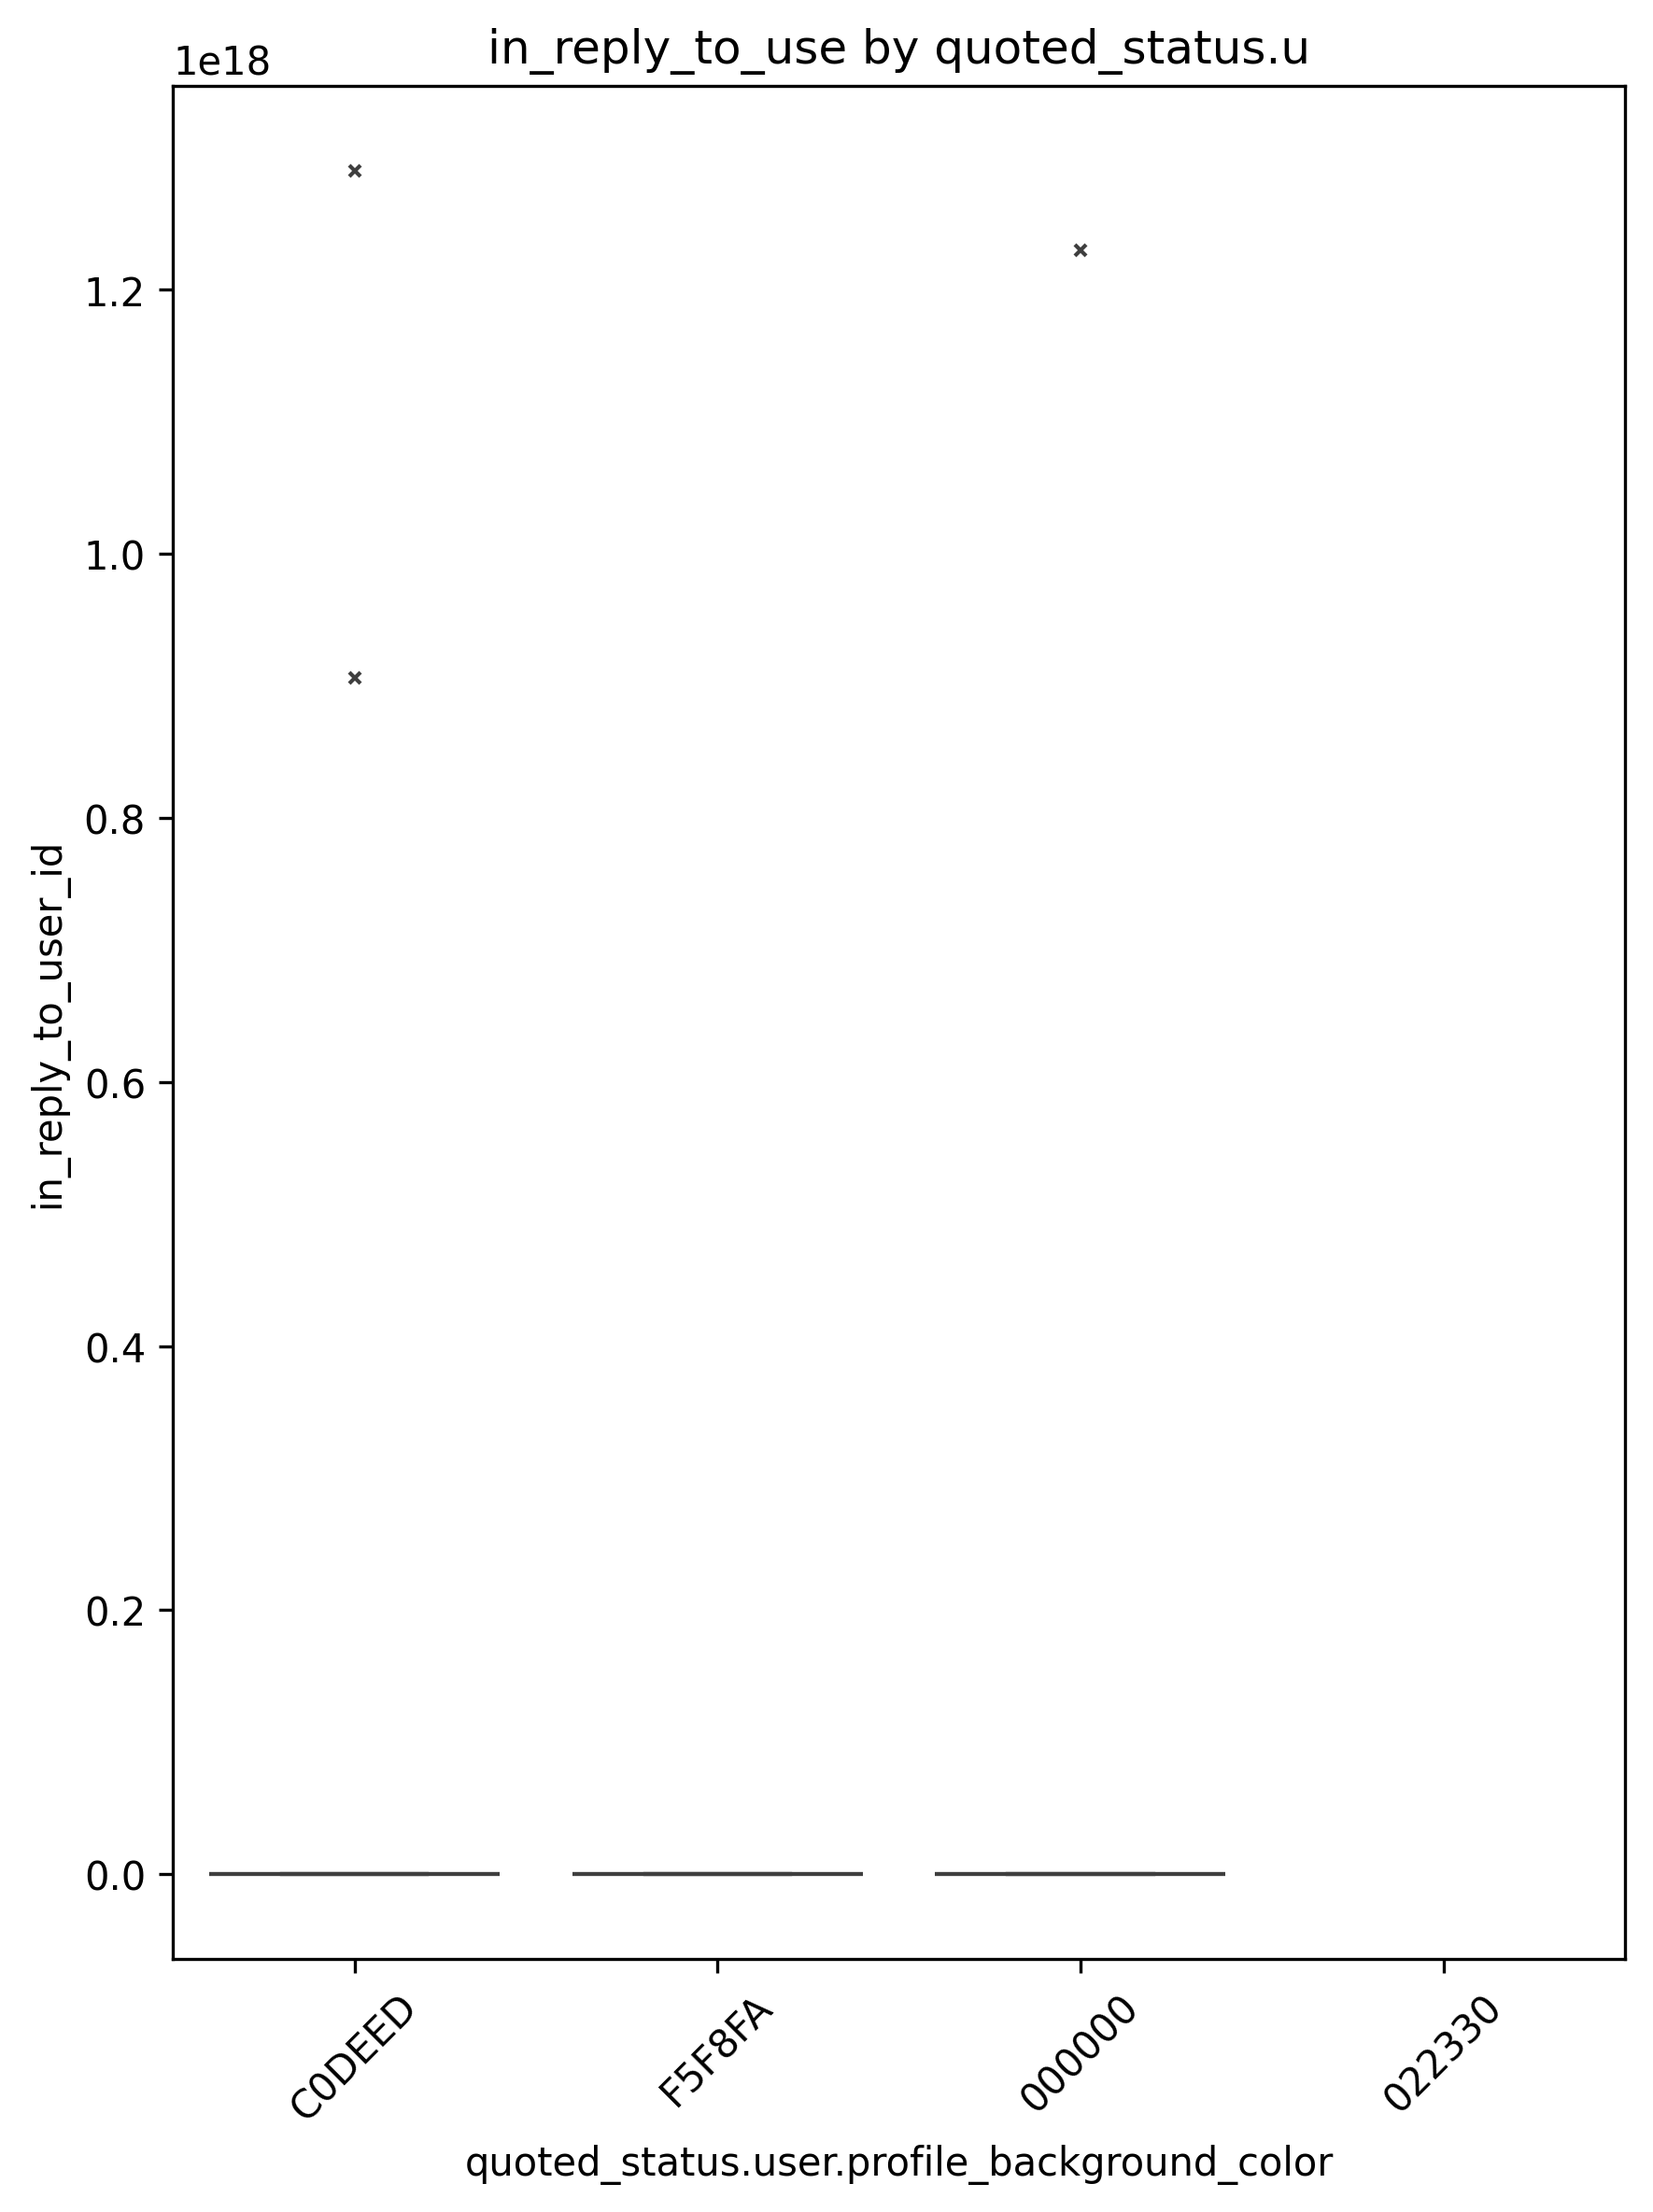 in_reply_to_use by quoted_status.u
1e18
1.2
1.0
0.8
0.6
0.4
0.2
0.0
in_reply_to_user_id
C0DEED
F5F8FA
000000
022330
quoted_status.user.profile_background_color